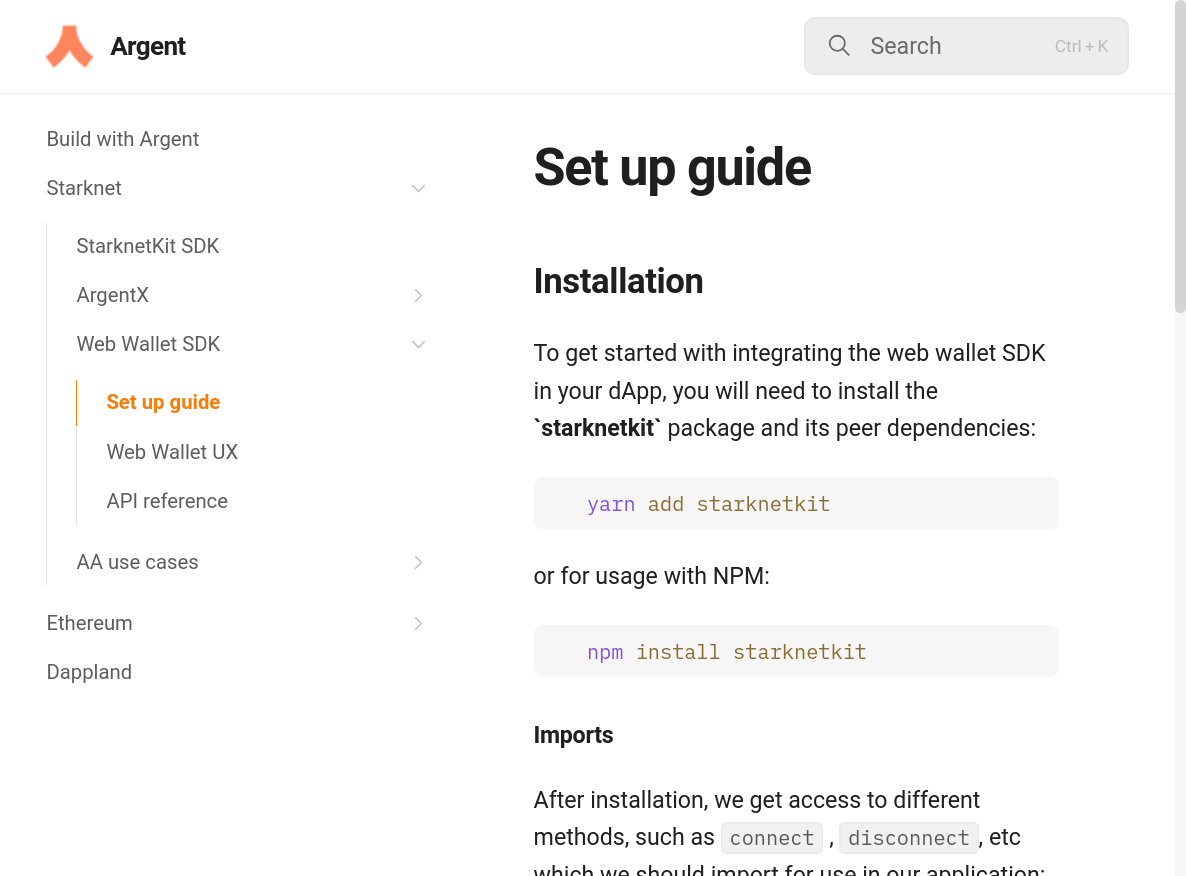 Argent
Search
Ctrl + K
Build with Argent
Starknet
StarknetKit SDK
ArgentX
Web Wallet SDK
Set up guide
Web Wallet UX
API reference
AA use cases
Ethereum
Dappland
Set up guide
Installation
To get started with integrating the web wallet SDK
in your dApp, you will need to install the
`starknetkit` package and its peer dependencies:
yarn add starknetkit
or for usage with NPM:
npm install starknetkit
Imports
After installation, we get access to different
methods, such as connect , disconnect , etc
which we should import for use in our application: